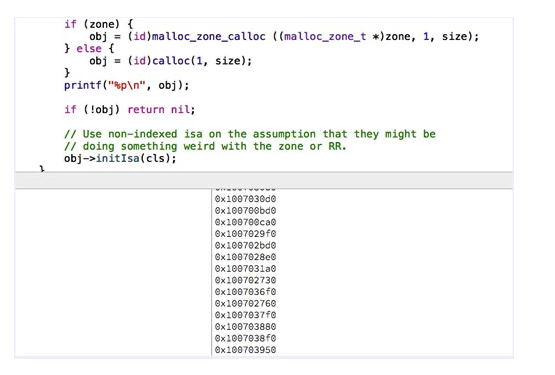 if (zone) {
obj = (id)malloc_zone_calloc ((malloc_zone_t *)zone, 1, size);
} else {
obj = (id)calloc(1, size);
}
printf("%p\n", obj);
if (!obj) return nil;
// Use non-indexed isa on the assumption that they might be
// doing something weird with the zone or RR.
obj->initIsa(cls);
}
0x1007030d0
0x100700bd0
0x100700ca0
0x1007029f0
0x100702bd0
0x1007028e0
0x1007031a0
0x100702730
0x1007036f0
0x100702760
0x1007037f0
0x100703880
0x1007038f0
0x100703950